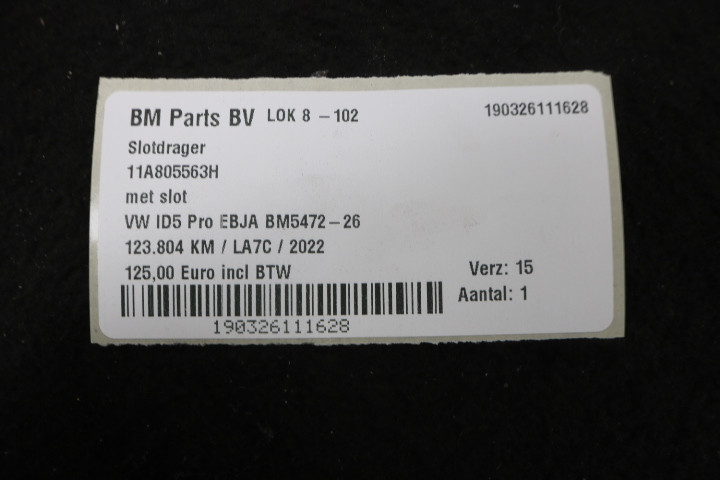 BM Parts BV LOK 8 - 102 190326111628
Slotdrager
11A805563H
met slot
VW ID5 Pro EBJA BM5472-26
123.804 KM / LA7C / 2022
125,00 Euro incl BTW Verz: 15
Aantal: 1
190326111628